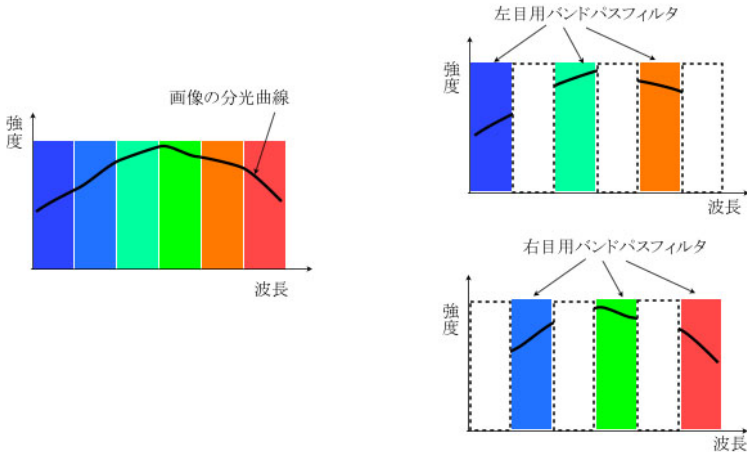 画像の分光曲線
強度
波長
左目用バンドパスフィルタ
強度
波長
右目用バンドパスフィルタ
強度
波長